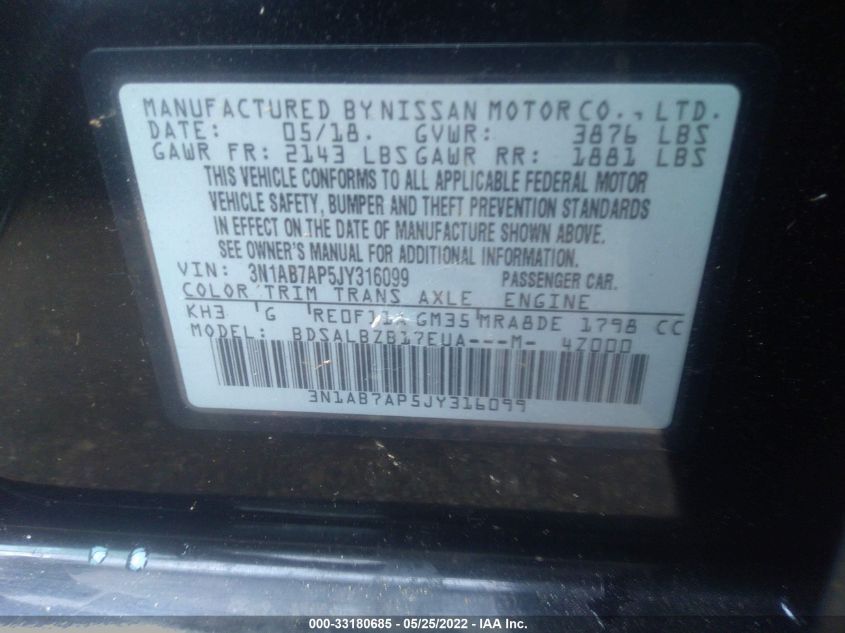 MANUFACTURED BY NISSAN MOTOR CO., LTD.
DATE: 05/18. GVWR: 3876 LBS
GAWR FR: 2143 LBS GAWR RR: 1881 LBS
THIS VEHICLE CONFORMS TO ALL APPLICABLE FEDERAL MOTOR
VEHICLE SAFETY, BUMPER AND THEFT PREVENTION STANDARDS
IN EFFECT ON THE DATE OF MANUFACTURE SHOWN ABOVE.
SEE OWNER'S MANUAL FOR ADDITIONAL INFORMATION.
VIN: 3N1AB7AP5JY316099 PASSENGER CAR.
COLOR TRIM TRANS AXLE ENGINE
KH3 G RE0F11A GM35 MRA8DE 1798 CC
MODEL: BDSALBZB17EUA---M- 4Z000
3N1AB7AP5JY316099
000-33180685 - 05/25/2022 - IAA Inc.